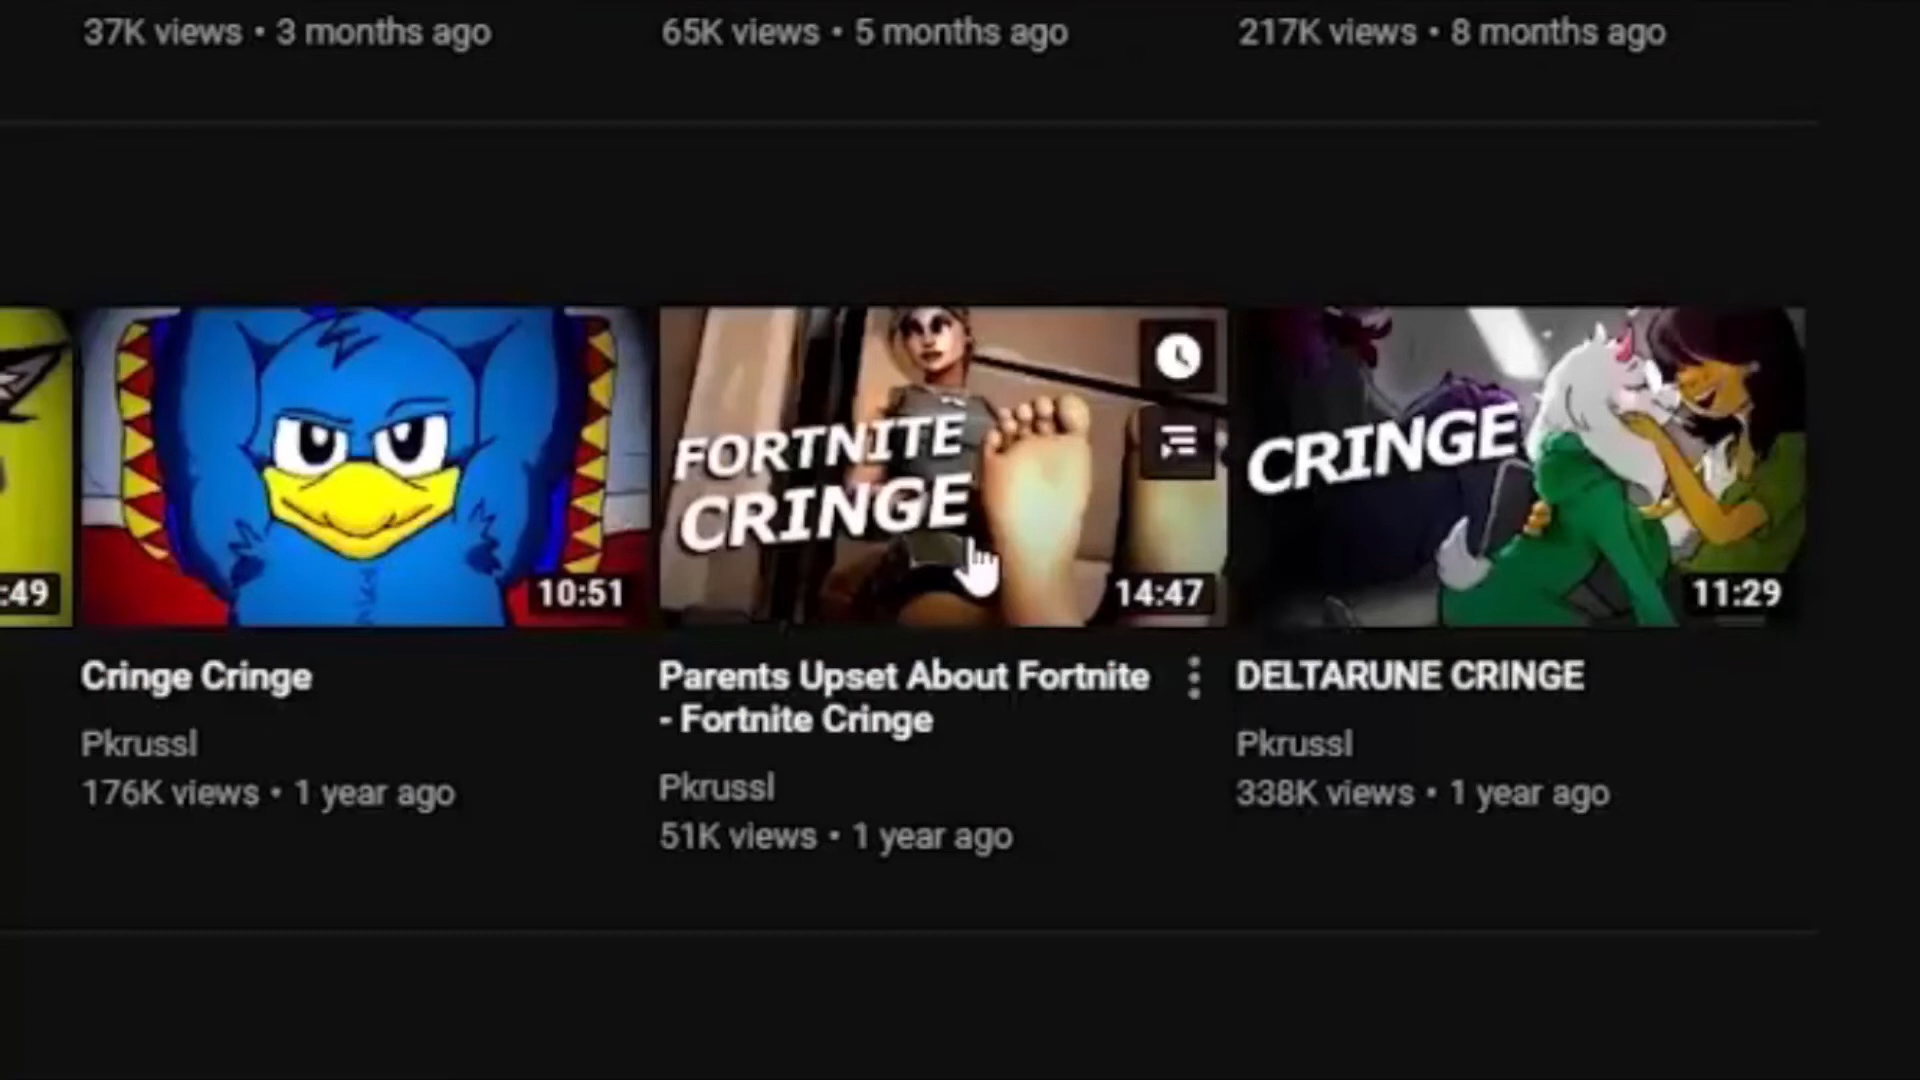 37K views • 3 months ago
65K views • 5 months ago
217K views • 8 months ago
:49
10:51
FORTNITE
CRINGE
14:47
CRINGE
11:29
Cringe Cringe
Pkrussl
176K views • 1 year ago
Parents Upset About Fortnite
- Fortnite Cringe
Pkrussl
51K views • 1 year ago
DELTARUNE CRINGE
Pkrussl
338K views • 1 year ago